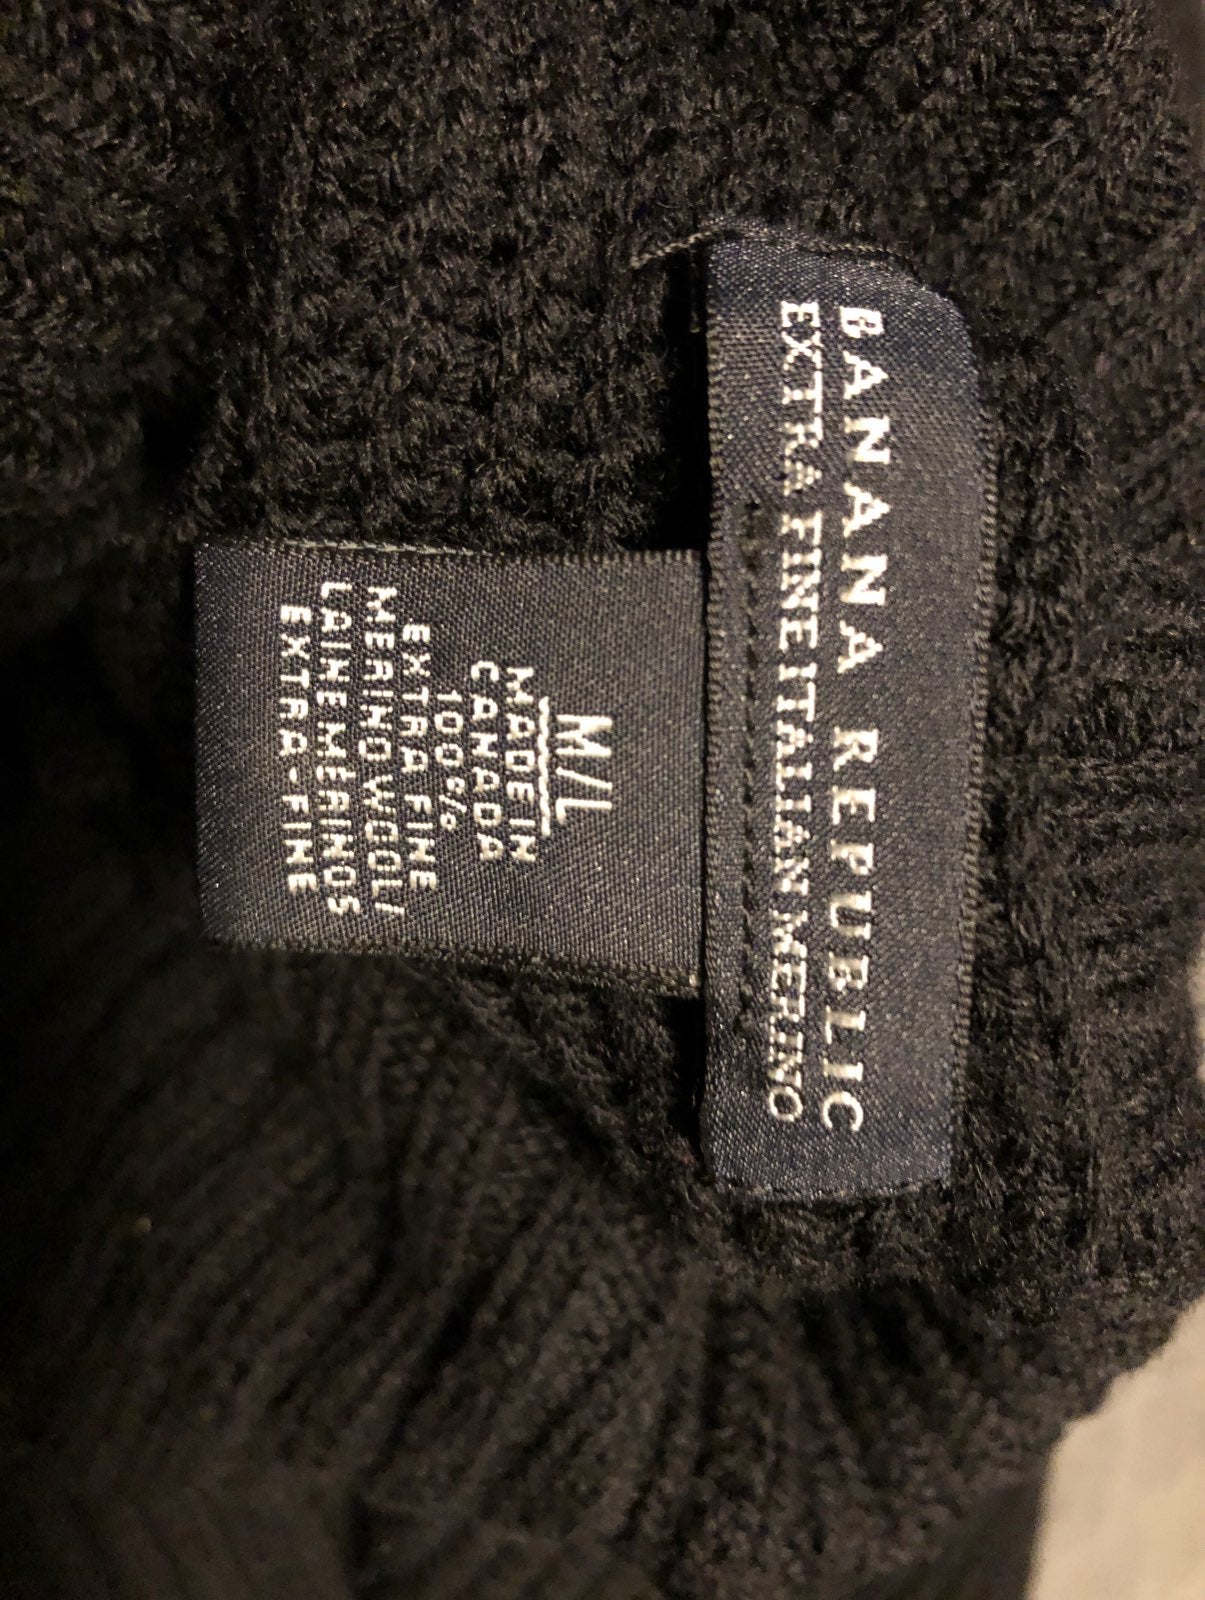 BANANA REPUBLIC
EXTRA FINE ITALIAN MERINO
M/L
MADE IN
CANADA
100%
EXTRA FINE
MERINO WOOL/
LAINE MÉRINOS
EXTRA-FINE